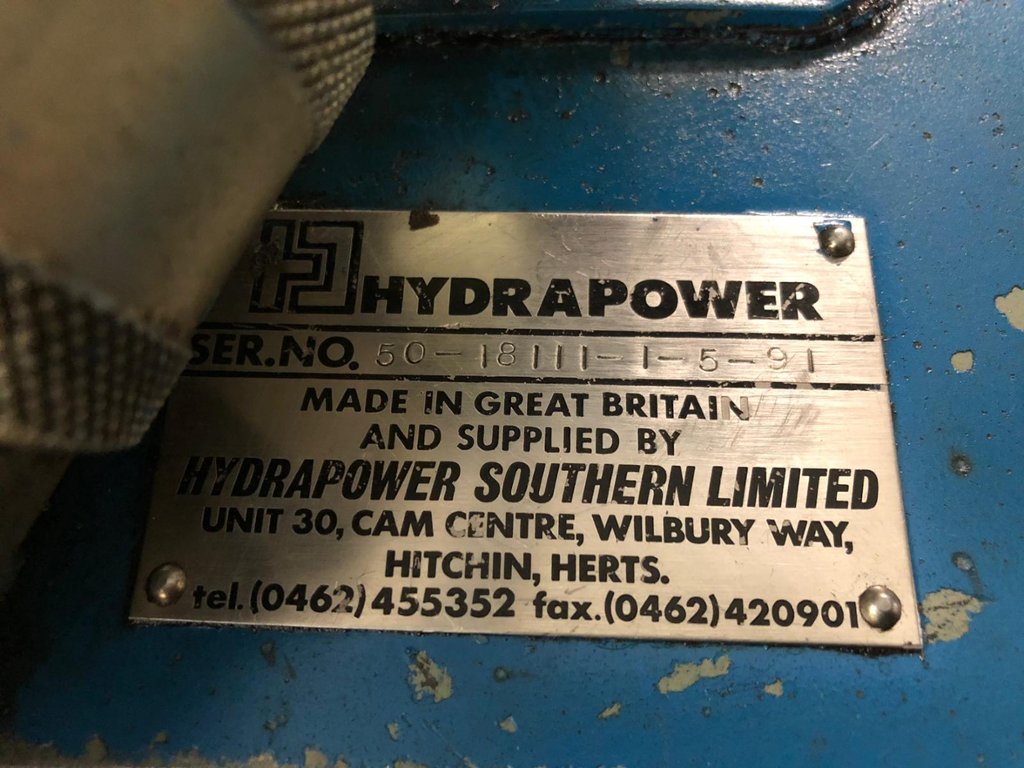 HYDRAPOWER
SER.NO. 50-18111-1-5-91
MADE IN GREAT BRITAIN
AND SUPPLIED BY
HYDRAPOWER SOUTHERN LIMITED
UNIT 30, CAM CENTRE, WILBURY WAY,
HITCHIN, HERTS.
tel.(0462)455352 fax.(0462)420901